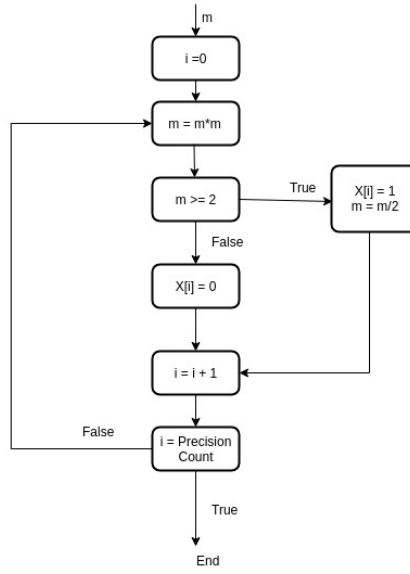 m
i =0
m = m*m
m >= 2
True
X[i] = 1
m = m/2
False
X[i] = 0
i = i + 1
False
i = Precision
Count
True
End